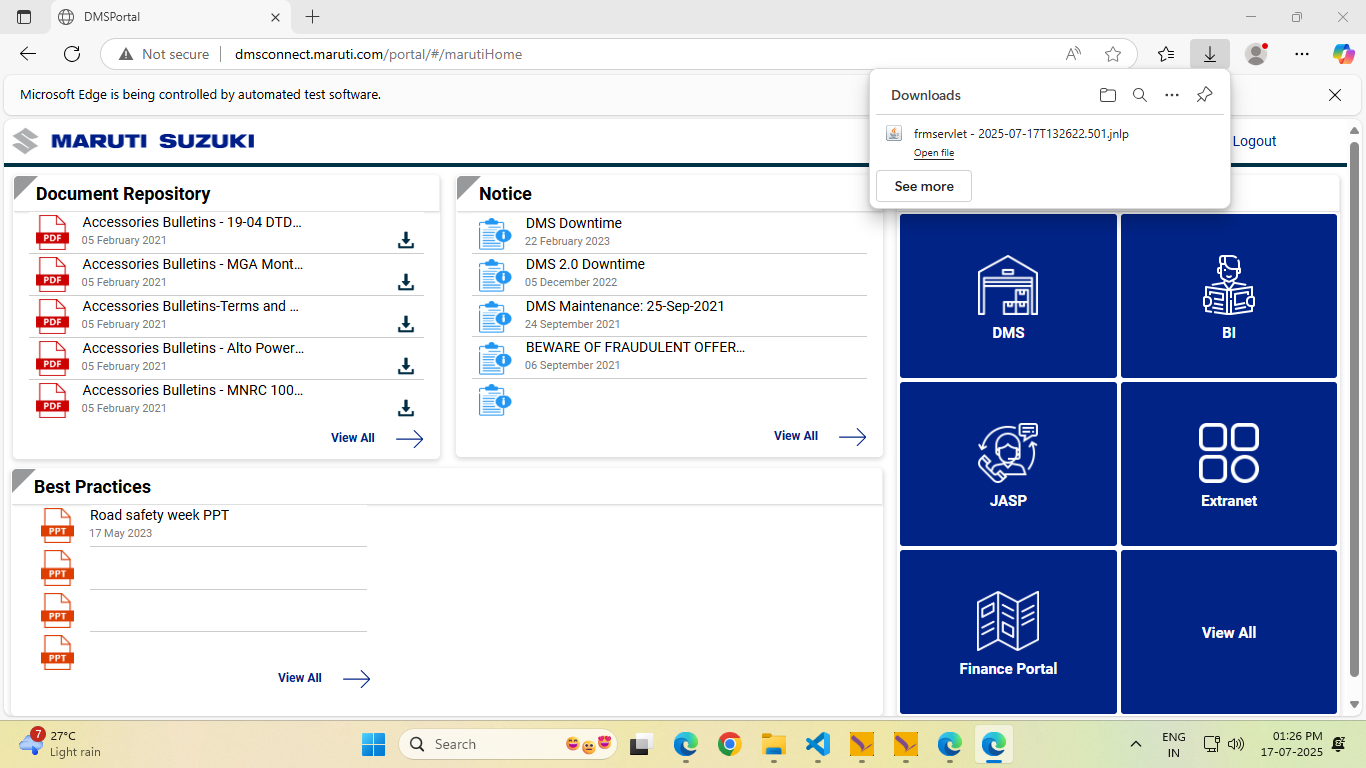 DMSPortal
Not secure
dmsconnect.maruti.com/portal/#/marutiHome
Microsoft Edge is being controlled by automated test software.
Downloads
frmservlet - 2025-07-17T132622.501.jnlp
Open file
See more
MARUTI SUZUKI
Logout
Document Repository
Accessories Bulletins - 19-04 DTD...
05 February 2021
Accessories Bulletins - MGA Mont...
05 February 2021
Accessories Bulletins-Terms and ...
05 February 2021
Accessories Bulletins - Alto Power...
05 February 2021
Accessories Bulletins - MNRC 100...
05 February 2021
PDF
PDF
PDF
PDF
PDF
View All
Notice
DMS Downtime
22 February 2023
DMS 2.0 Downtime
05 December 2022
DMS Maintenance: 25-Sep-2021
24 September 2021
BEWARE OF FRAUDULENT OFFER...
06 September 2021
View All
Best Practices
Road safety week PPT
17 May 2023
PPT
PPT
PPT
PPT
View All
DMS
BI
JASP
Extranet
Finance Portal
View All
7
27°C
Light rain
Search
ENG
IN
01:26 PM
17-07-2025